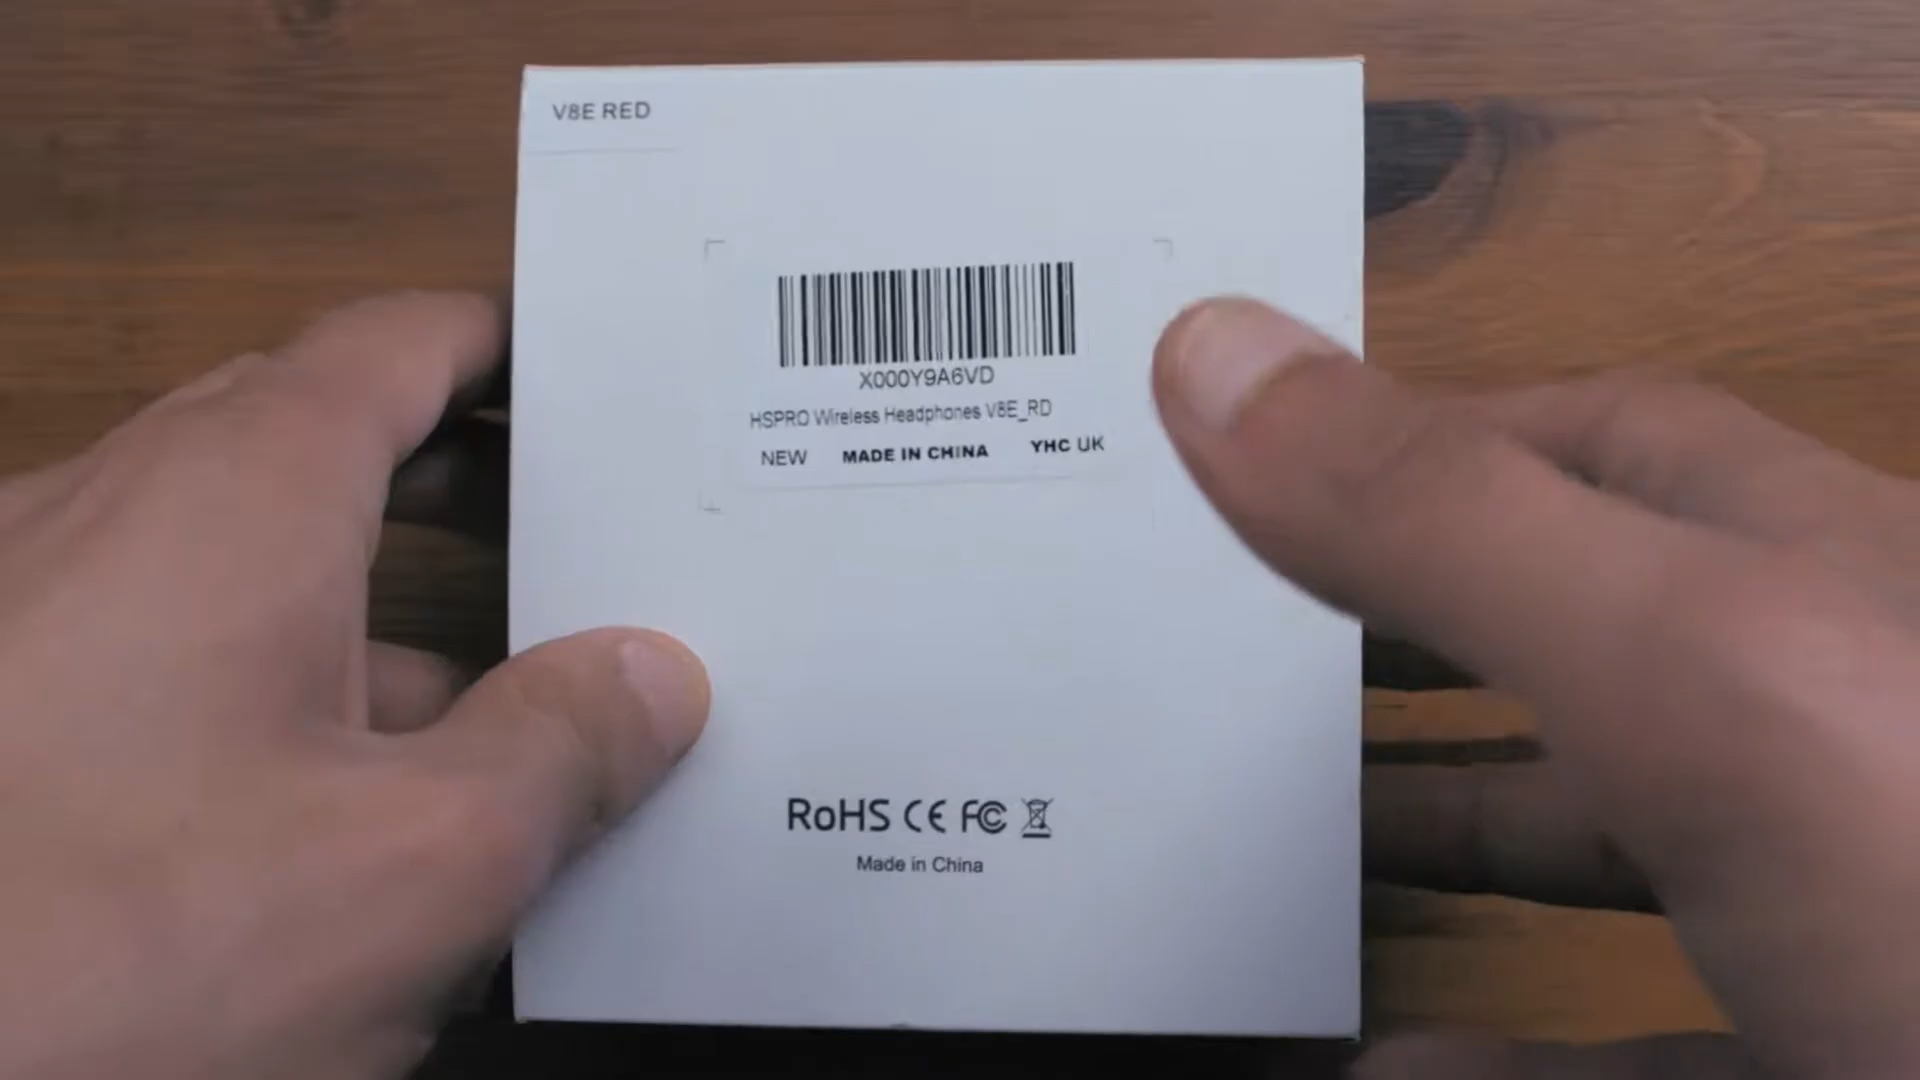 V8E RED
X000Y9A6VD
HSPRO Wireless Headphones V8E_RD
NEW MADE IN CHINA YHC UK
RoHS CE FC
Made in China